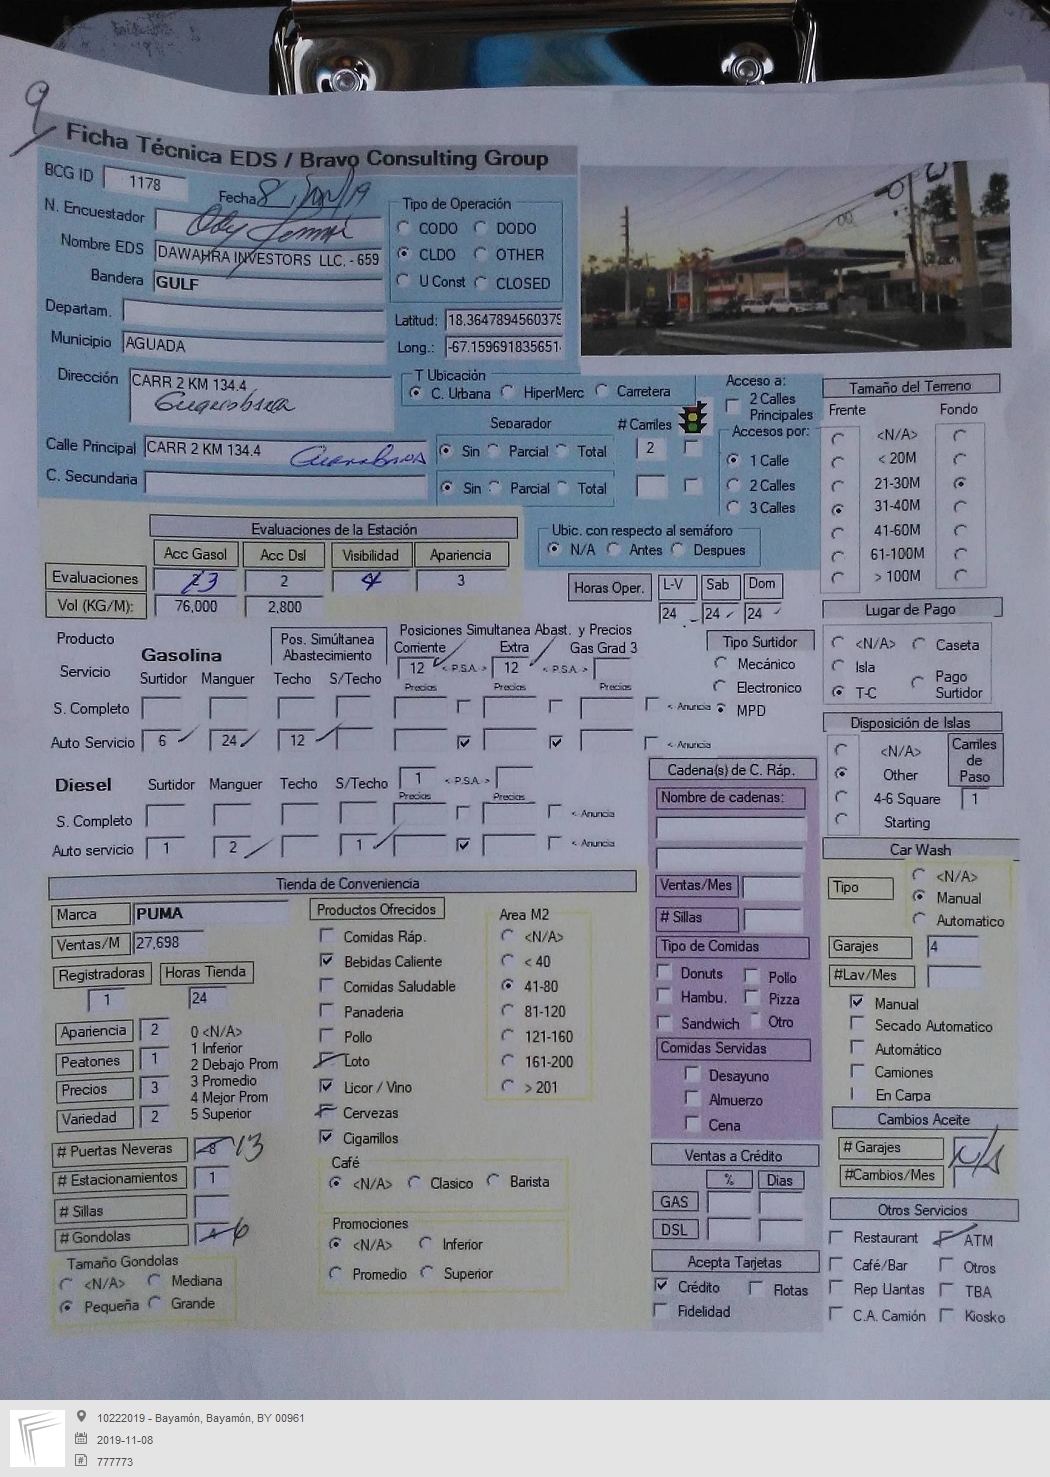 9
Ficha Técnica EDS / Bravo Consulting Group
BCG ID 1178 Fecha 8 / Nov / 19
N. Encuestador
Nombre EDS DAWAHRA INVESTORS LLC. - 659
Bandera GULF
Departam.
Municipio AGUADA
Tipo de Operación
CODO DODO
CLDO OTHER
U Const CLOSED
Latitud: 18,3647894560379
Long.: -67.159691835651
Dirección CARR 2 KM 134.4
Guanabana
Calle Principal CARR 2 KM 134.4 Guanabana
C. Secundaria
T Ubicación
C. Urbana HiperMerc Carretera
Separador # Carriles
Sin Parcial Total 2
Sin Parcial Total
Acceso a:
2 Calles Principales
Accesos por:
1 Calle
2 Calles
3 Calles
Tamaño del Terreno
Frente Fondo
<N/A>
< 20M
21-30M
31-40M
41-60M
61-100M
> 100M
Evaluaciones de la Estación
Acc Gasol Acc Dsl Visibilidad Apariencia
Evaluaciones 3 2 4 3
Vol (KG/M): 76,000 2,800
Ubic. con respecto al semáforo
N/A Antes Despues
Horas Oper. L-V Sab Dom
24 24 24
Lugar de Pago
<N/A> Caseta
Isla
T-C Pago Surtidor
Producto
Servicio
Gasolina
Surtidor Manguer
Pos. Simúltanea Abastecimiento
Techo S/Techo
Posiciones Simultanea Abast. y Precios
Corriente Extra Gas Grad 3
12 < P.S.A. > 12 < P.S.A. >
Precios Precios Precios
S. Completo < Anuncia
Auto Servicio 6 24 12 < Anuncia
Tipo Surtidor
Mecánico
Electronico
MPD
Disposición de Islas
<N/A>
Other
4-6 Square
Starting
Carriles de Paso
1
Diesel Surtidor Manguer Techo S/Techo 1 < P.S.A. >
Precios Precios
S. Completo < Anuncia
Auto servicio 1 2 1 < Anuncia
Cadena(s) de C. Ráp.
Nombre de cadenas:
Ventas/Mes
# Sillas
Tipo de Comidas
Donuts Pollo
Hambu. Pizza
Sandwich Otro
Comidas Servidas
Desayuno
Almuerzo
Cena
Car Wash
Tipo
<N/A>
Manual
Automatico
Garajes 4
#Lav/Mes
Manual
Secado Automatico
Automático
Camiones
En Carpa
Cambios Aceite
# Garajes
#Cambios/Mes
N/A
Tienda de Conveniencia
Marca PUMA
Ventas/M 27,698
Registradoras Horas Tienda
1 24
Apariencia 2
Peatones 1
Precios 3
Variedad 2
0 <N/A>
1 Inferior
2 Debajo Prom
3 Promedio
4 Mejor Prom
5 Superior
# Puertas Neveras 8 13
# Estacionamientos 1
# Sillas
# Gondolas 4 6
Tamaño Gondolas
<N/A> Mediana
Pequeña Grande
Productos Ofrecidos
Comidas Ráp.
Bebidas Caliente
Comidas Saludable
Panaderia
Pollo
Loto
Licor / Vino
Cervezas
Cigarrillos
Area M2
<N/A>
< 40
41-80
81-120
121-160
161-200
> 201
Café
<N/A> Clasico Barista
Promociones
<N/A> Inferior
Promedio Superior
Ventas a Crédito
% Dias
GAS
DSL
Acepta Tarjetas
Crédito Flotas
Fidelidad
Otros Servicios
Restaurant ATM
Café/Bar Otros
Rep Llantas TBA
C.A. Camión Kiosko
10222019 - Bayamón, Bayamón, BY 00961
2019-11-08
777773